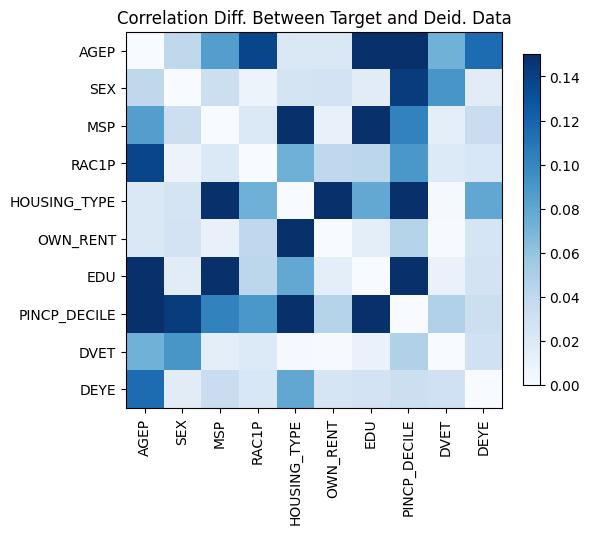 Correlation Diff. Between Target and Deid. Data
AGEP
SEX
MSP
RAC1P
HOUSING_TYPE
OWN_RENT
EDU
PINCP_DECILE
DVET
DEYE
AGEP
SEX
MSP
RAC1P
HOUSING_TYPE
OWN_RENT
EDU
PINCP_DECILE
DVET
DEYE
0.14
0.12
0.10
0.08
0.06
0.04
0.02
0.00